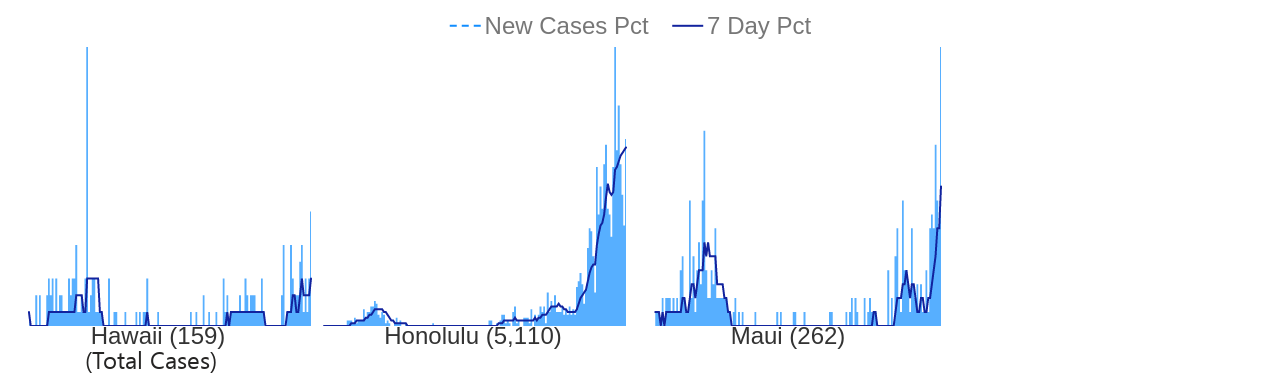 New Cases Pct 7 Day Pct
Hawaii (159) Honolulu (5,110) Maui (262)
(Total Cases)